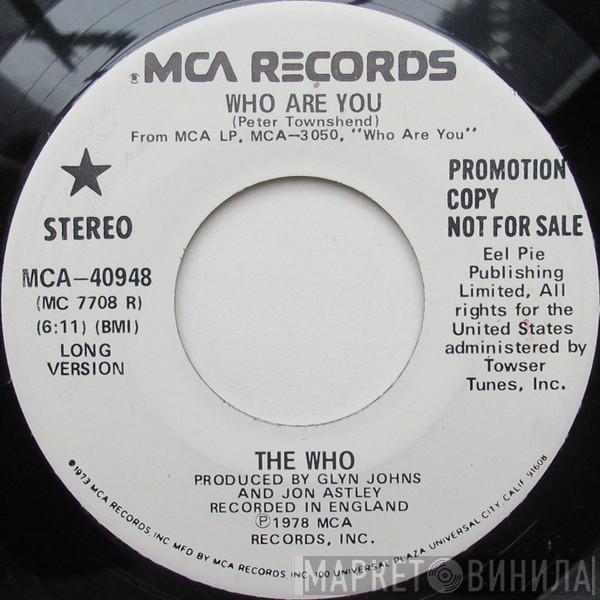 MCA RECORDS
WHO ARE YOU
(Peter Townshend)
From MCA LP, MCA—3050, "Who Are You"
STEREO
MCA—40948
(MC 7708 R)
(6:11) (BMI)
LONG
VERSION
PROMOTION
COPY
NOT FOR SALE
Eel Pie
Publishing
Limited, All
rights for the
United States
administered by
Towser
Tunes, Inc.
THE WHO
PRODUCED BY GLYN JOHNS
AND JON ASTLEY
RECORDED IN ENGLAND
Ⓟ1978 MCA
RECORDS, INC.
©1973 MCA RECORDS, INC. MFD BY MCA RECORDS, INC. 100 UNIVERSAL PLAZA, UNIVERSAL CITY, CALIF. 91608
МАРКЕТ ВИНИЛА